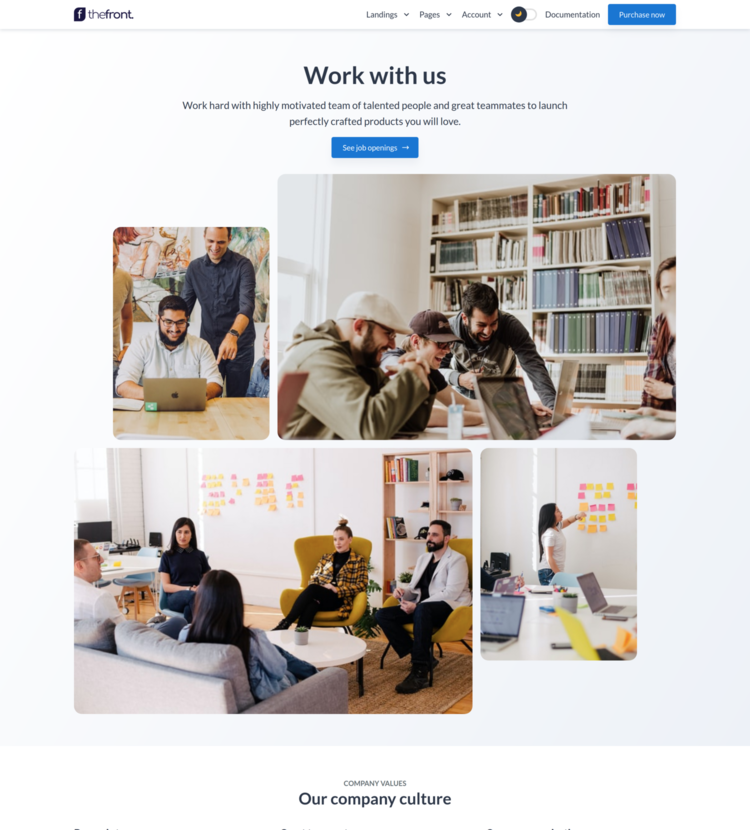 thefront.
Landings
Pages
Account
Documentation
Purchase now
Work with us
Work hard with highly motivated team of talented people and great teammates to launch
perfectly crafted products you will love.
See job openings →
COMPANY VALUES
Our company culture